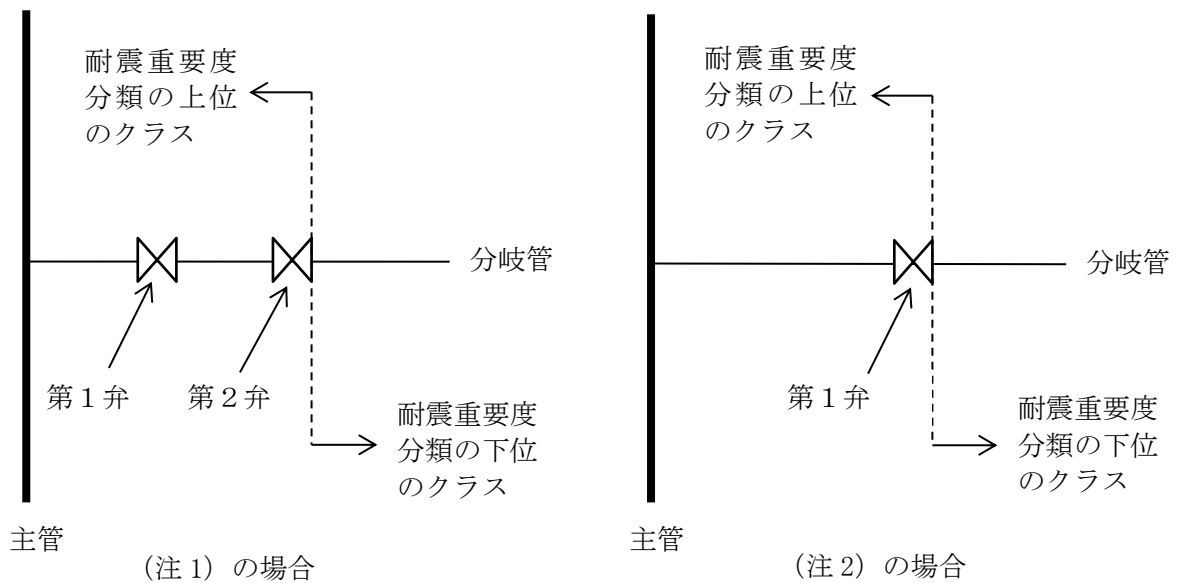 耐震重要度
分類の上位
のクラス
分岐管
第１弁
第２弁
耐震重要度
分類の下位
のクラス
主管
（注 1）の場合
耐震重要度
分類の上位
のクラス
分岐管
第１弁
耐震重要度
分類の下位
のクラス
主管
（注 2）の場合